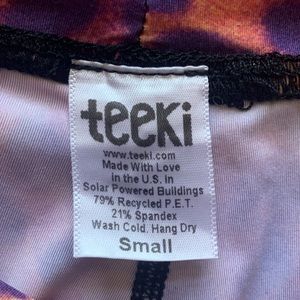 teeki
www.teeki.com
Made With Love
in the U.S. in
Solar Powered Buildings
79% Recycled P.E.T.
21% Spandex
Wash Cold. Hang Dry
Small